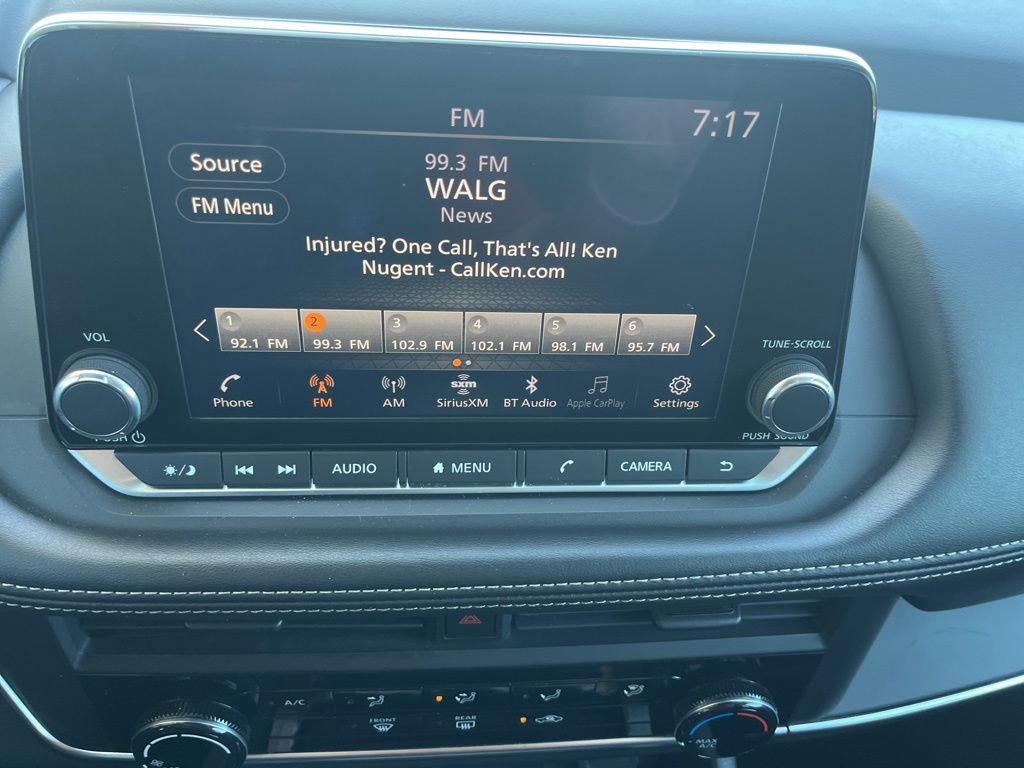 FM
7:17
Source
99.3 FM
WALG
FM Menu
News
Injured? One Call, That's All! Ken
Nugent - CallKen.com
1
92.1 FM
2
99.3 FM
3
102.9 FM
4
102.1 FM
5
98.1 FM
6
95.7 FM
VOL
TUNE·SCROLL
Phone
FM
AM
sxm
SiriusXM
BT Audio
Apple CarPlay
Settings
PUSH
PUSH SOUND
AUDIO
MENU
CAMERA
A/C
FRONT
REAR
MAX
A/C